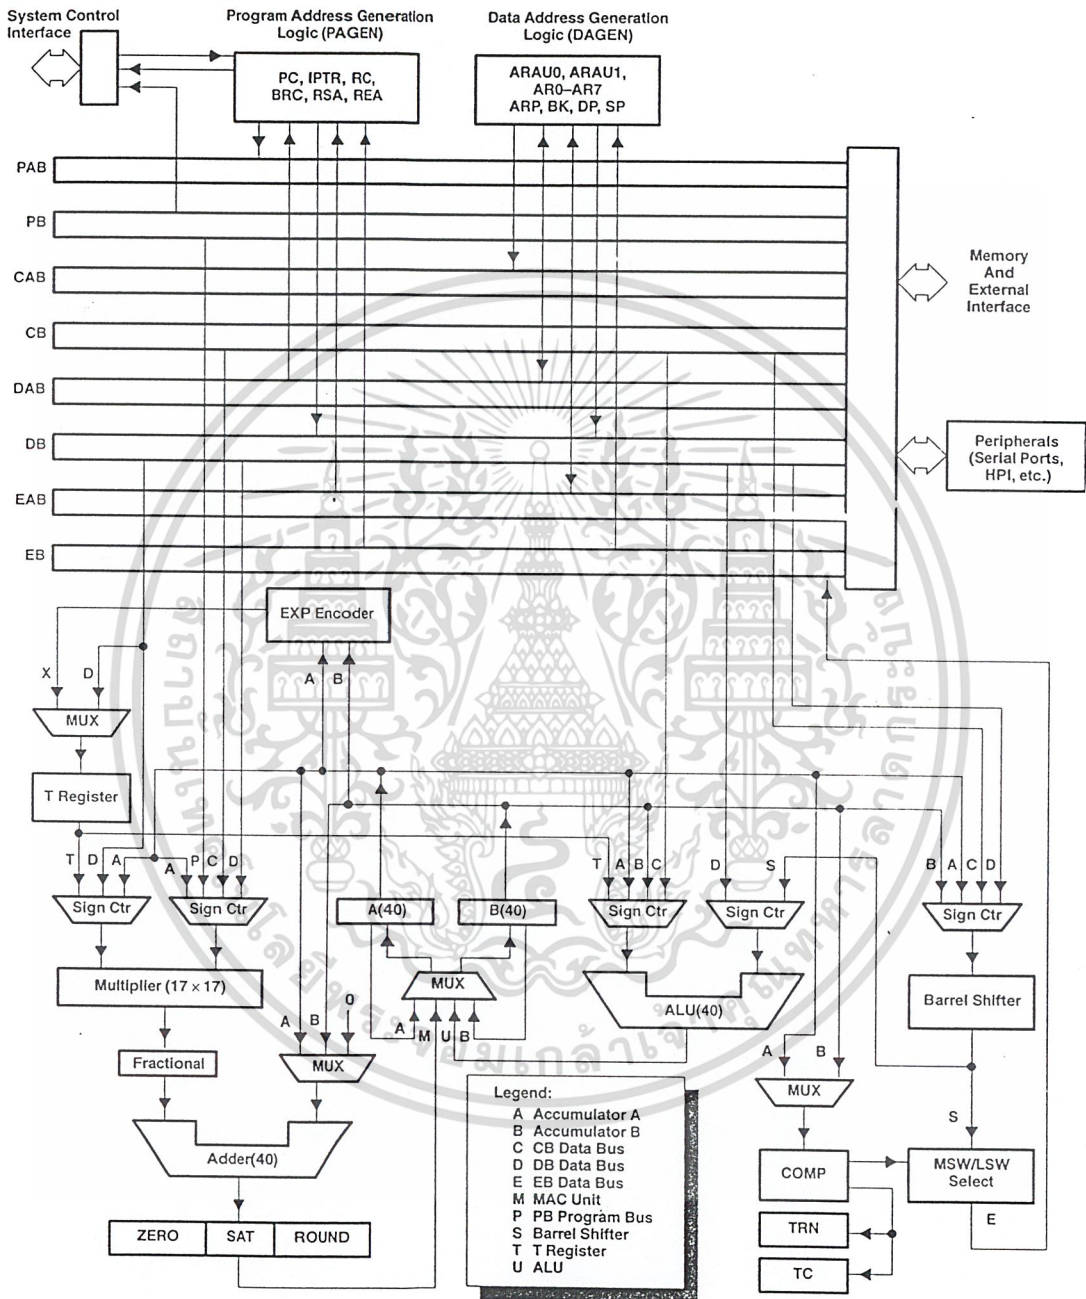 System Control
Interface
Program Address Generation
Logic (PAGEN)
Data Address Generation
Logic (DAGEN)
PC, IPTR, RC,
BRC, RSA, REA
ARAU0, ARAU1,
AR0–AR7
ARP, BK, DP, SP
PAB
PB
CAB
CB
DAB
DB
EAB
EB
Memory
And
External
Interface
Peripherals
(Serial Ports,
HPI, etc.)
EXP Encoder
A B
X D
MUX
T Register
T D A
A P C D
T A B C
D S
B A C D
Sign Ctr
Sign Ctr
A(40)
B(40)
Sign Ctr
Sign Ctr
Sign Ctr
Multiplier (17 × 17)
MUX
ALU(40)
Barrel Shifter
A M U B
A B 0
Fractional
MUX
A B
MUX
S
Adder(40)
COMP
MSW/LSW
Select
E
ZERO SAT ROUND
TRN
TC
Legend:
A Accumulator A
B Accumulator B
C CB Data Bus
D DB Data Bus
E EB Data Bus
M MAC Unit
P PB Program Bus
S Barrel Shifter
T T Register
U ALU